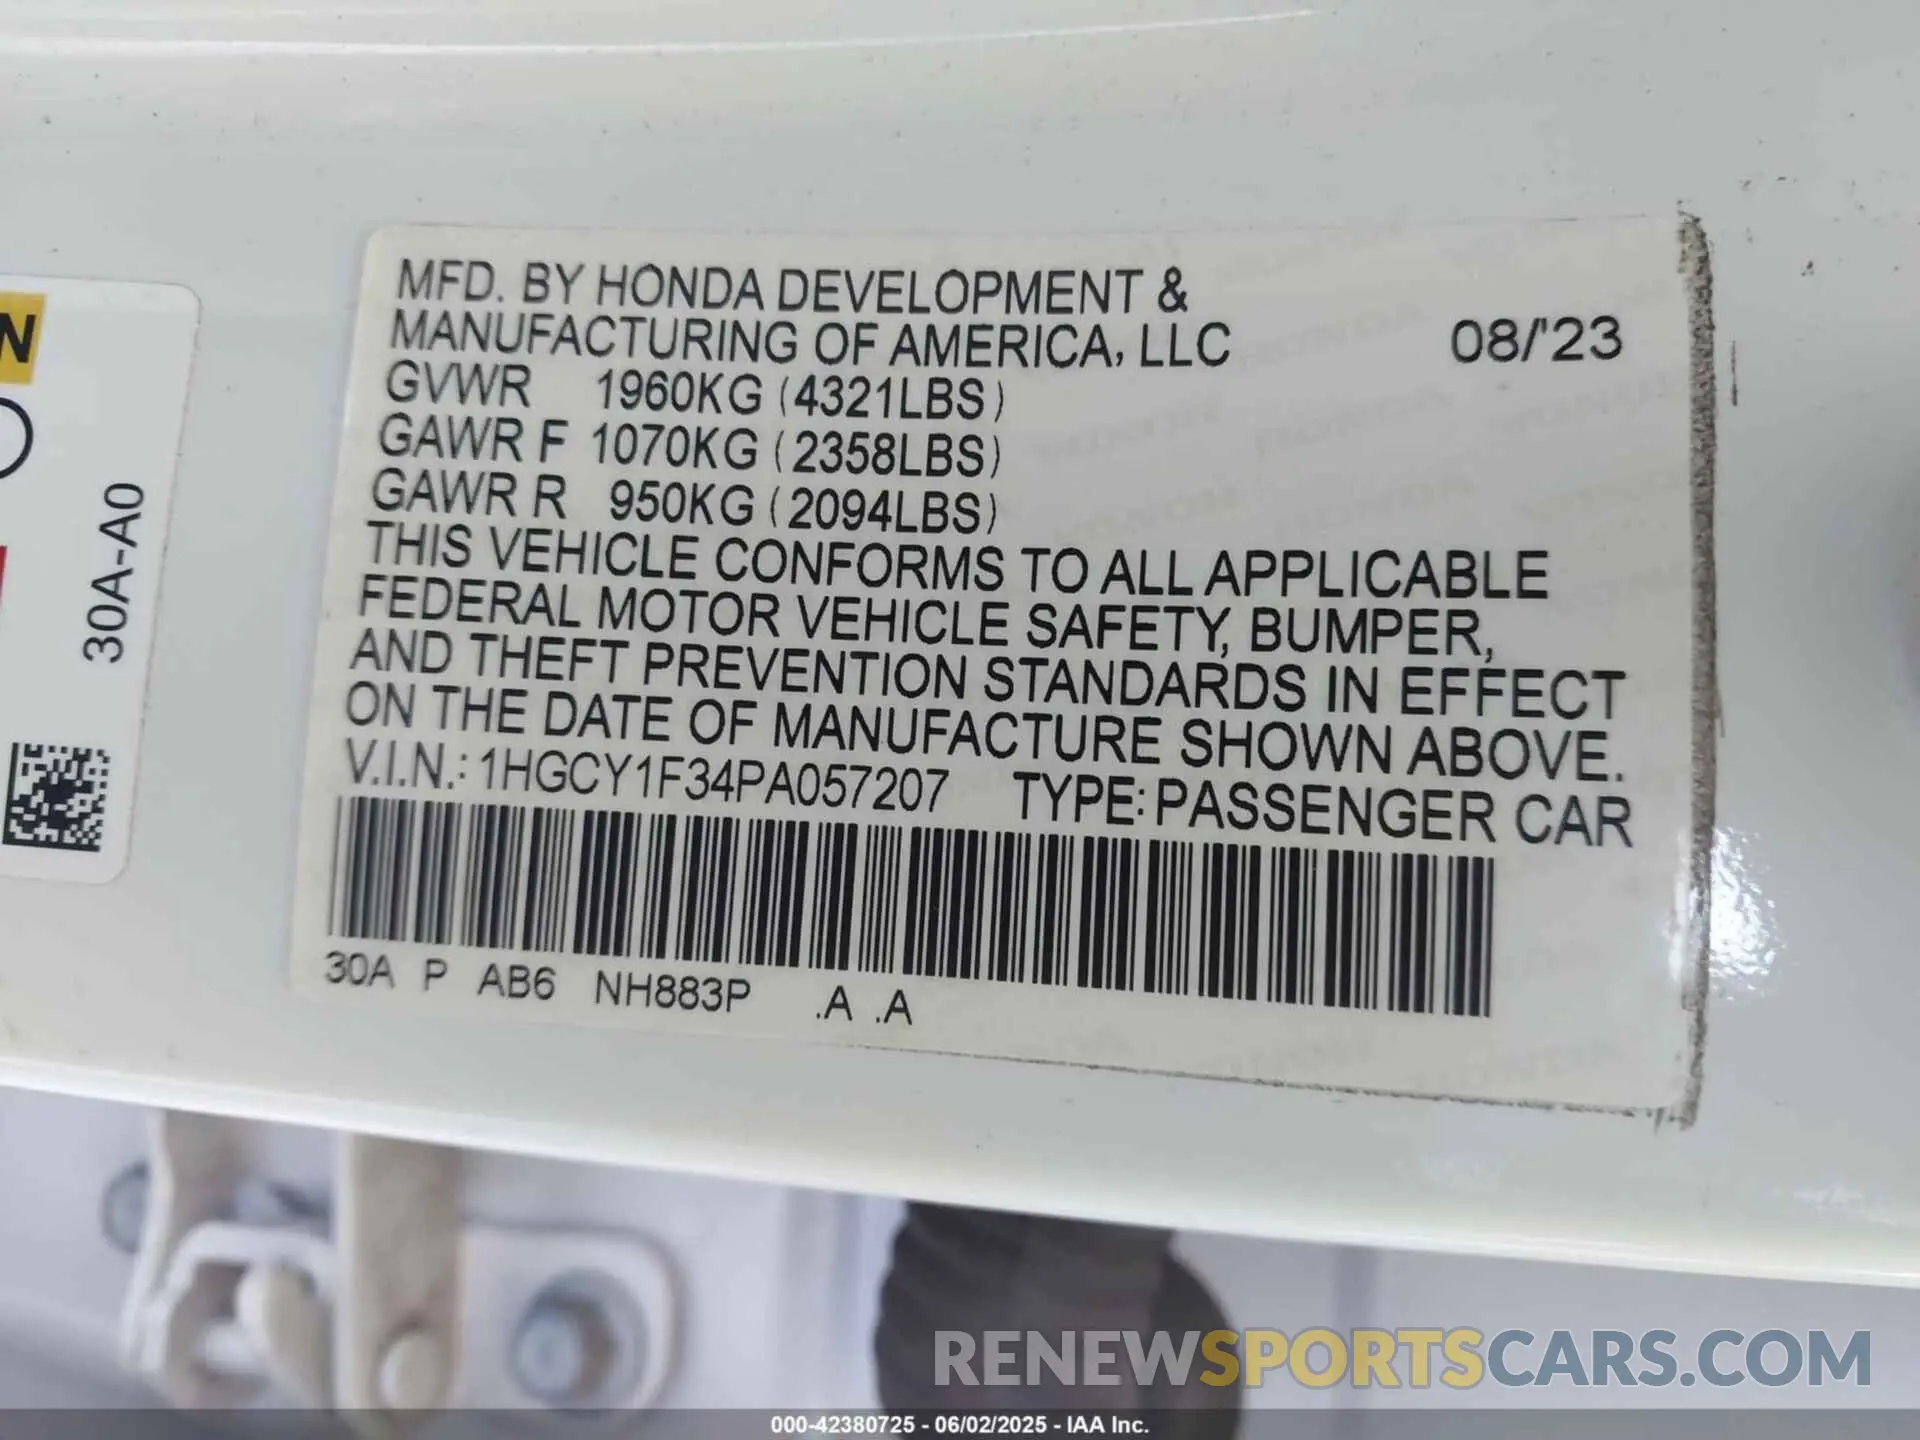 MFD. BY HONDA DEVELOPMENT &
MANUFACTURING OF AMERICA, LLC 08/'23
GVWR 1960KG (4321LBS)
GAWR F 1070KG (2358LBS)
GAWR R 950KG (2094LBS)
THIS VEHICLE CONFORMS TO ALL APPLICABLE
FEDERAL MOTOR VEHICLE SAFETY, BUMPER,
AND THEFT PREVENTION STANDARDS IN EFFECT
ON THE DATE OF MANUFACTURE SHOWN ABOVE.
V.I.N.: 1HGCY1F34PA057207 TYPE: PASSENGER CAR
30A P AB6 NH883P .A .A
N
30A-A0
RENEWSPORTSCARS.COM
000-42380725 - 06/02/2025 - IAA Inc.